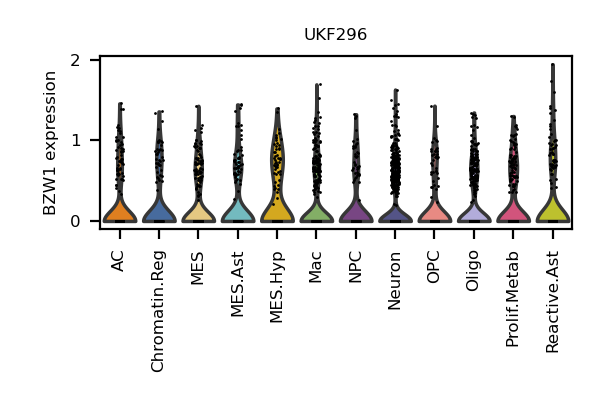 UKF296
BZW1 expression
2
1
0
AC
Chromatin.Reg
MES
MES.Ast
MES.Hyp
Mac
NPC
Neuron
OPC
Oligo
Prolif.Metab
Reactive.Ast